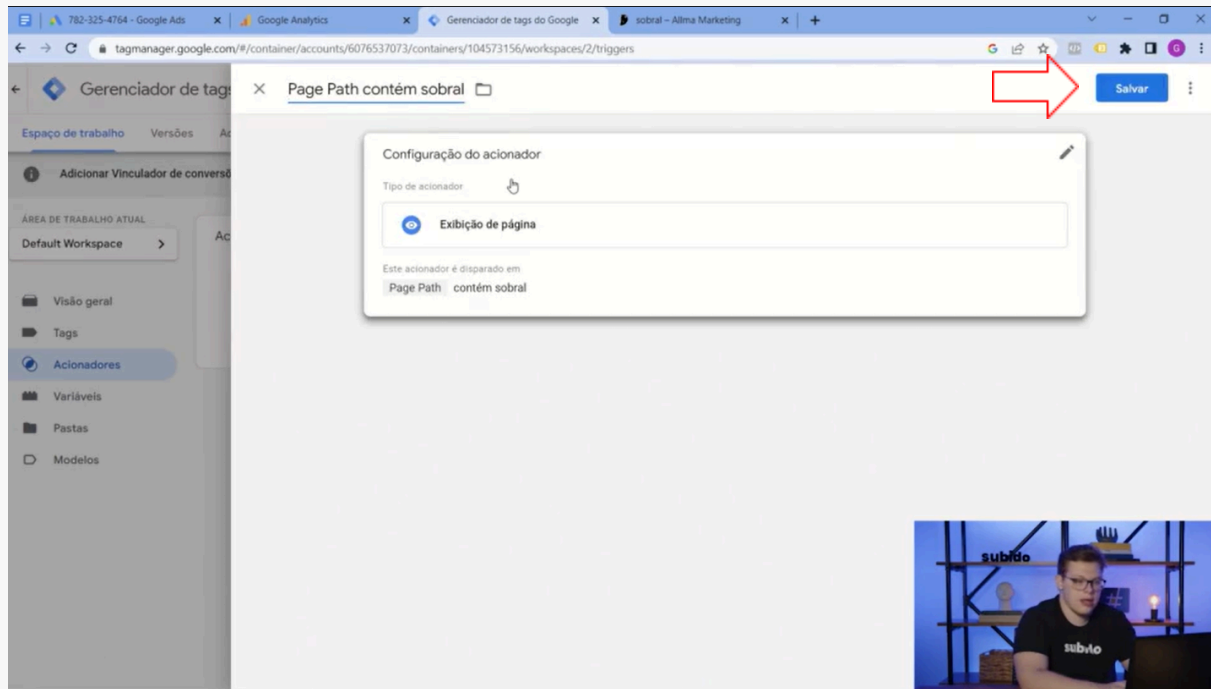 782-325-4764 - Google Ads
Google Analytics
Gerenciador de tags do Google
sobral – Allma Marketing
tagmanager.google.com/#/container/accounts/6076537073/containers/104573156/workspaces/2/triggers
G
Gerenciador de tag
Page Path contém sobral
Salvar
Espaço de trabalho
Versões
Adicionar Vinculador de conversõ
ÁREA DE TRABALHO ATUAL
Default Workspace
Ac
Visão geral
Tags
Acionadores
Variáveis
Pastas
Modelos
Configuração do acionador
Tipo de acionador
Exibição de página
Este acionador é disparado em
Page Path contém sobral
subido
subido